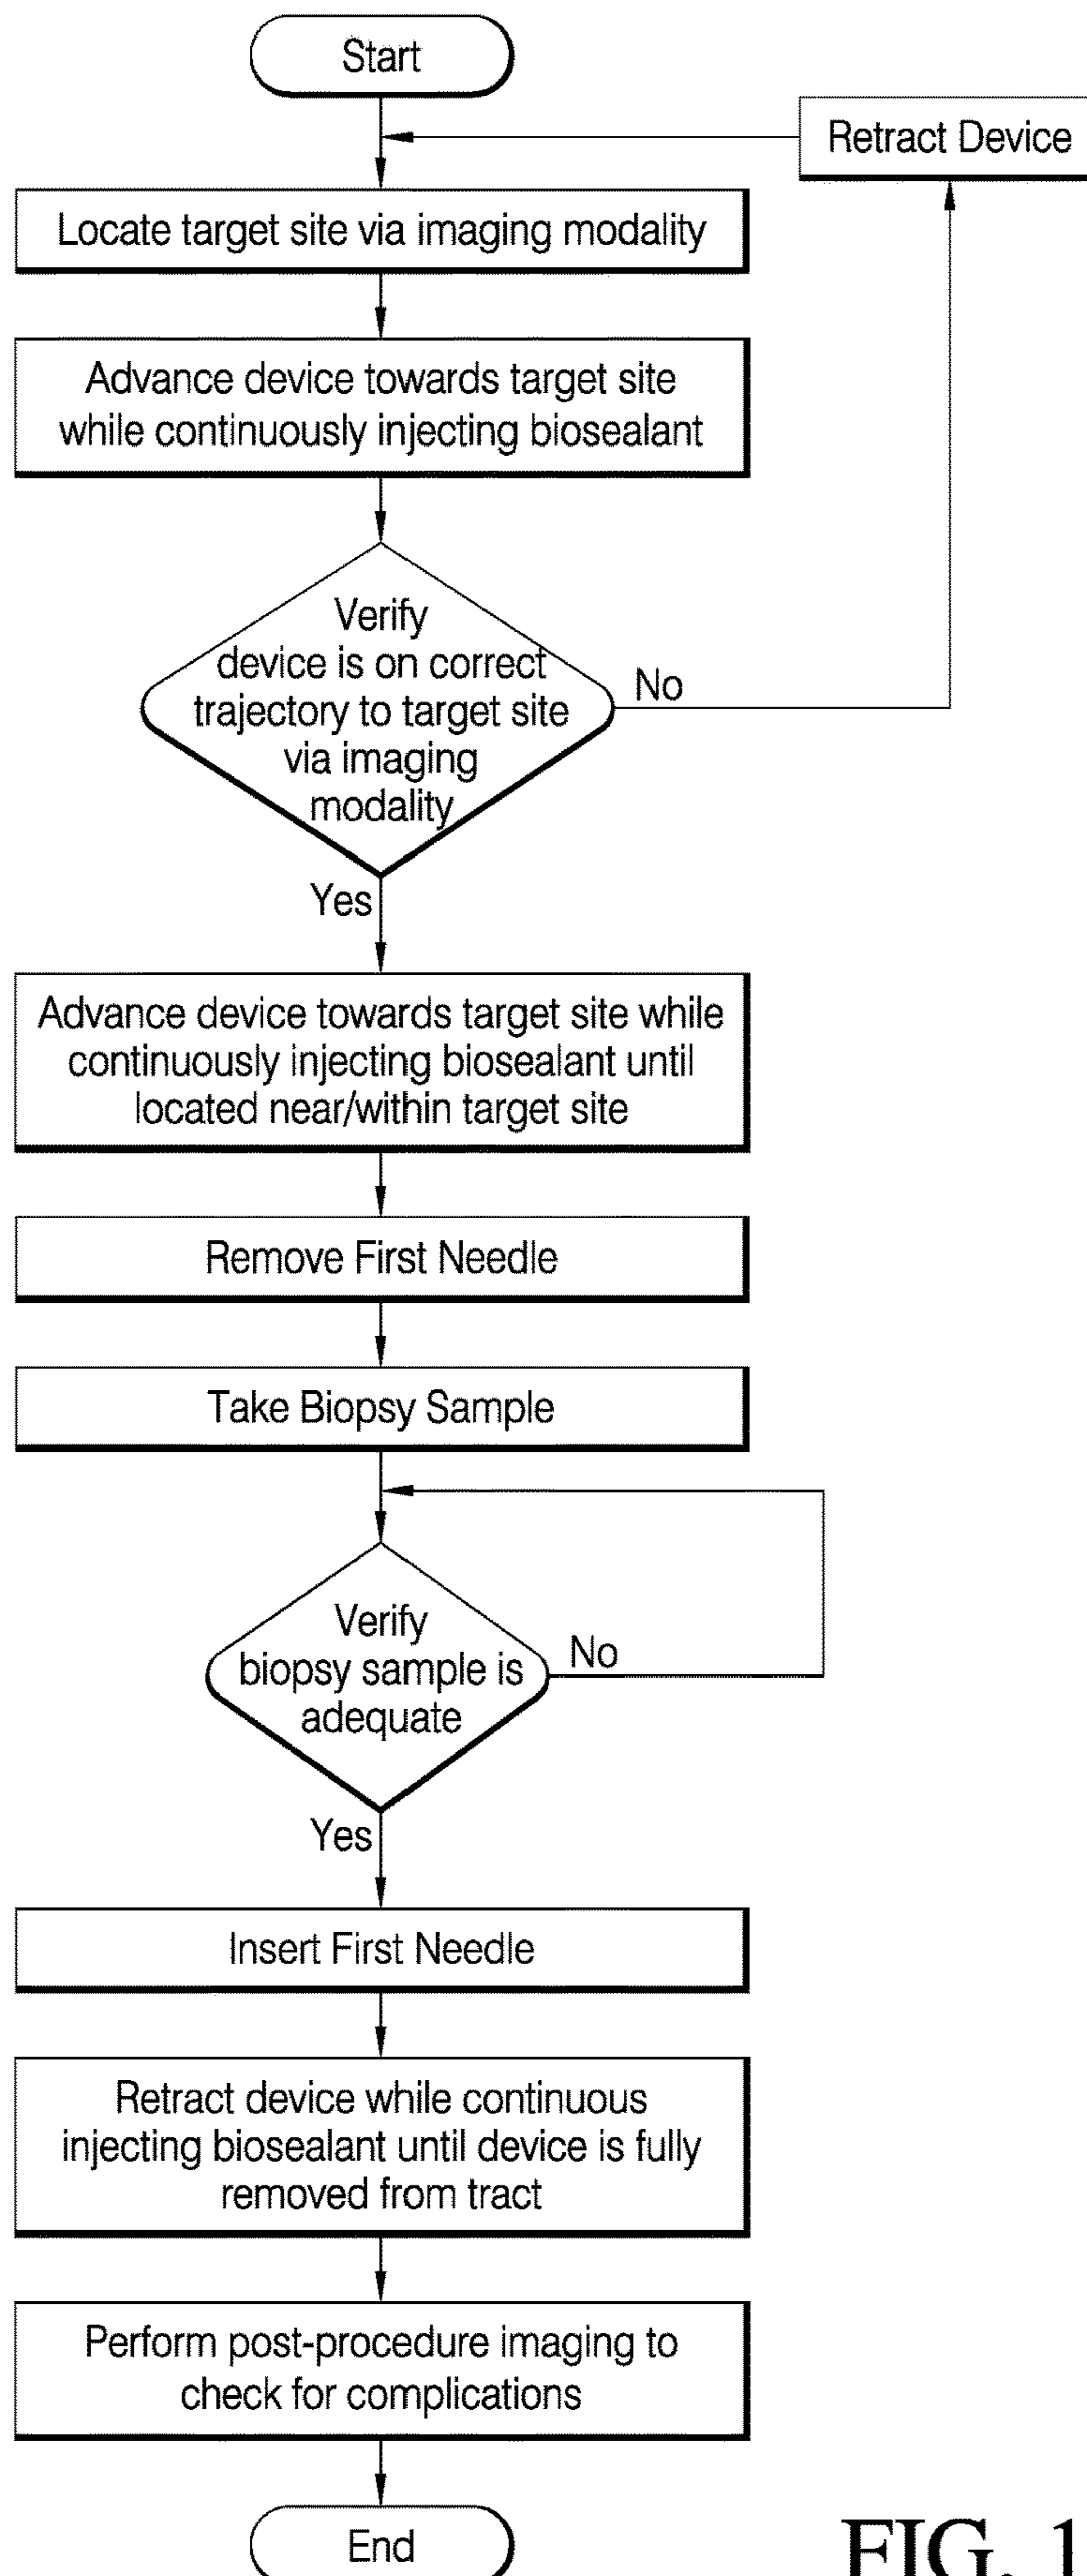 Start
Retract Device
Locate target site via imaging modality
Advance device towards target site
while continuously injecting biosealant
Verify
device is on correct
trajectory to target site
via imaging
modality
No
Yes
Advance device towards target site while
continuously injecting biosealant until
located near/within target site
Remove First Needle
Take Biopsy Sample
Verify
biopsy sample is
adequate
No
Yes
Insert First Needle
Retract device while continuous
injecting biosealant until device is fully
removed from tract
Perform post-procedure imaging to
check for complications
End
FIG. 1